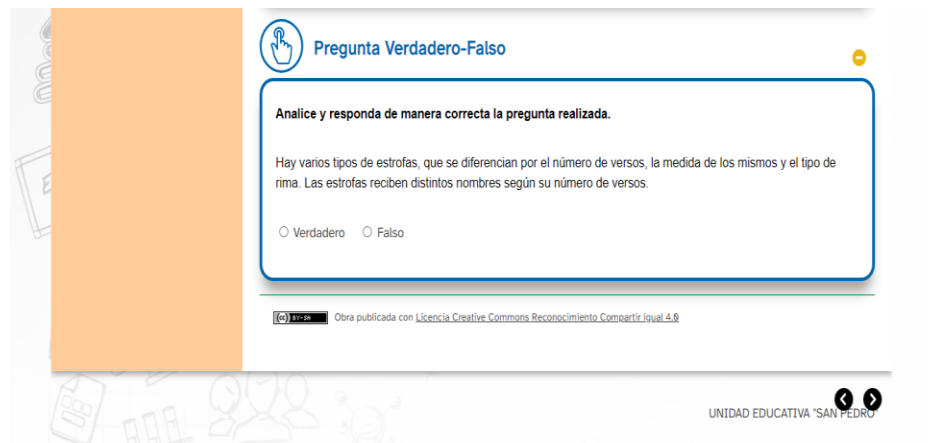 Pregunta Verdadero-Falso
Analice y responda de manera correcta la pregunta realizada.
Hay varios tipos de estrofas, que se diferencian por el número de versos, la medida de los mismos y el tipo de
rima. Las estrofas reciben distintos nombres según su número de versos.
Verdadero Falso
(cc) BY-SA Obra publicada con Licencia Creative Commons Reconocimiento Compartir igual 4.0
UNIDAD EDUCATIVA "SAN PEDRO"